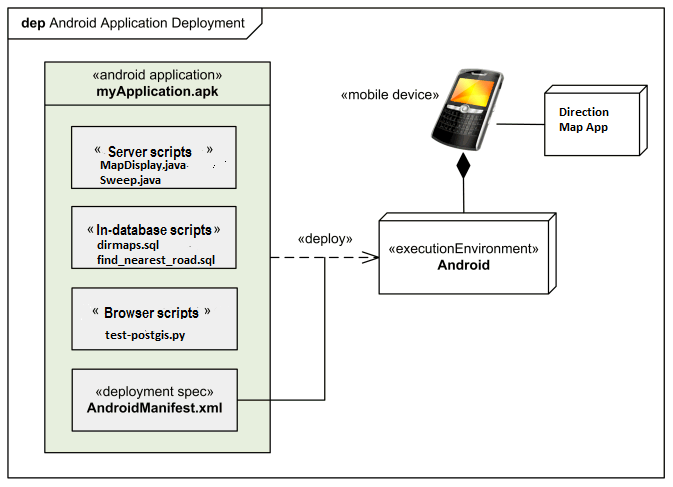 dep Android Application Deployment
«android application»
myApplication.apk
« Server scripts »
MapDisplay.java
Sweep.java
« In-database scripts »
dirmaps.sql
find_nearest_road.sql
« Browser scripts »
test-postgis.py
«deployment spec»
AndroidManifest.xml
«deploy»
«mobile device»
Direction
Map App
«executionEnvironment»
Android